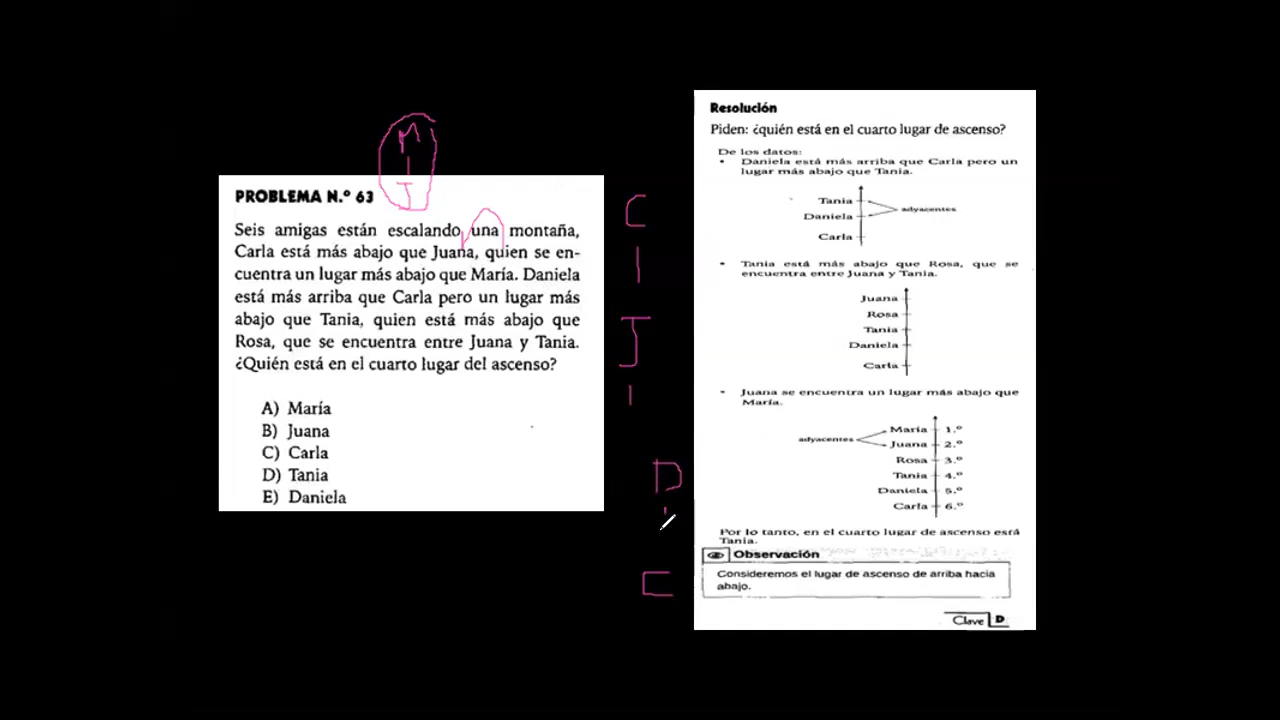 M
I
J
PROBLEMA N.º 63
Seis amigas están escalando una montaña,
Carla está más abajo que Juana, quien se en-
cuentra un lugar más abajo que María. Daniela
está más arriba que Carla pero un lugar más
abajo que Tania, quien está más abajo que
Rosa, que se encuentra entre Juana y Tania.
¿Quién está en el cuarto lugar del ascenso?
A) María
B) Juana
C) Carla
D) Tania
E) Daniela
C
J
D
C
Resolución
Piden: ¿quién está en el cuarto lugar de ascenso?
De los datos:
• Daniela está más arriba que Carla pero un
lugar más abajo que Tania.
Tania
Daniela
adyacentes
Carla
• Tania está más abajo que Rosa, que se
encuentra entre Juana y Tania.
Juana
Rosa
Tania
Daniela
Carla
• Juana se encuentra un lugar más abajo que
María.
adyacentes
María 1.º
Juana 2.º
Rosa 3.º
Tania 4.º
Daniela 5.º
Carla 6.º
Por lo tanto, en el cuarto lugar de ascenso está
Tania.
Observación
Consideremos el lugar de ascenso de arriba hacia
abajo.
Clave D